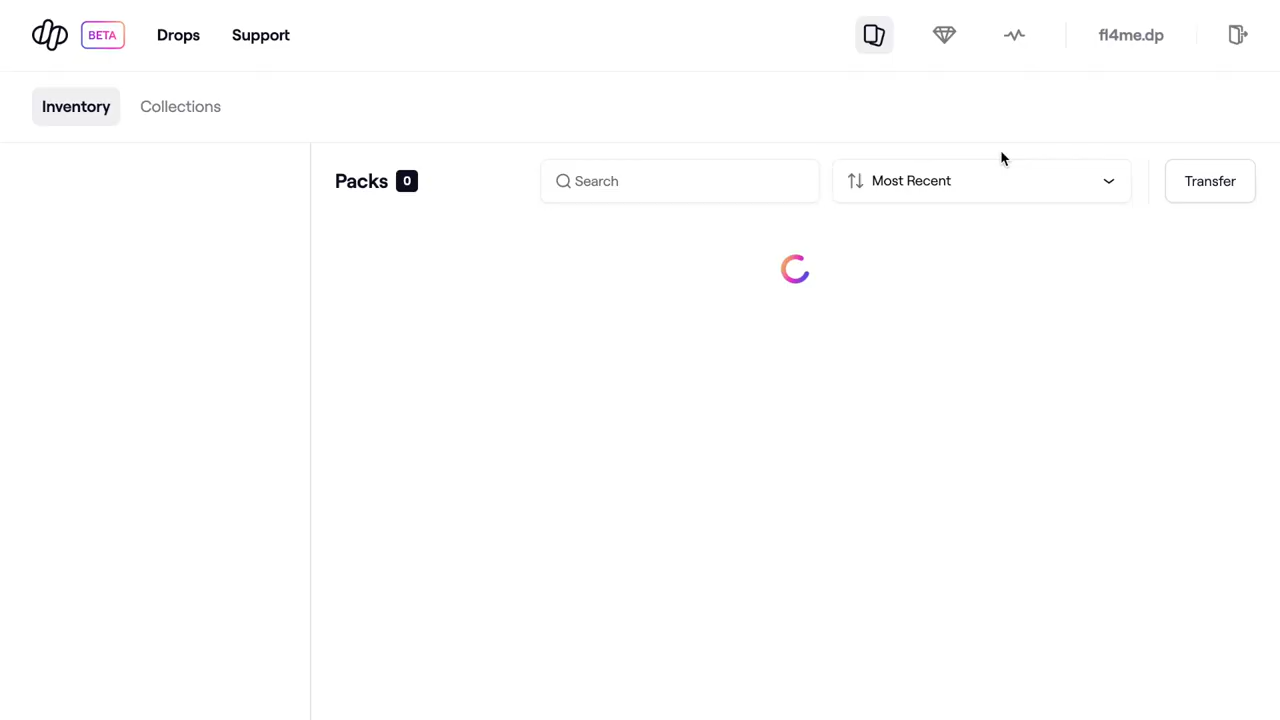 BETA Drops Support fl4me.dp
Inventory Collections
Packs 0 Search Most Recent Transfer